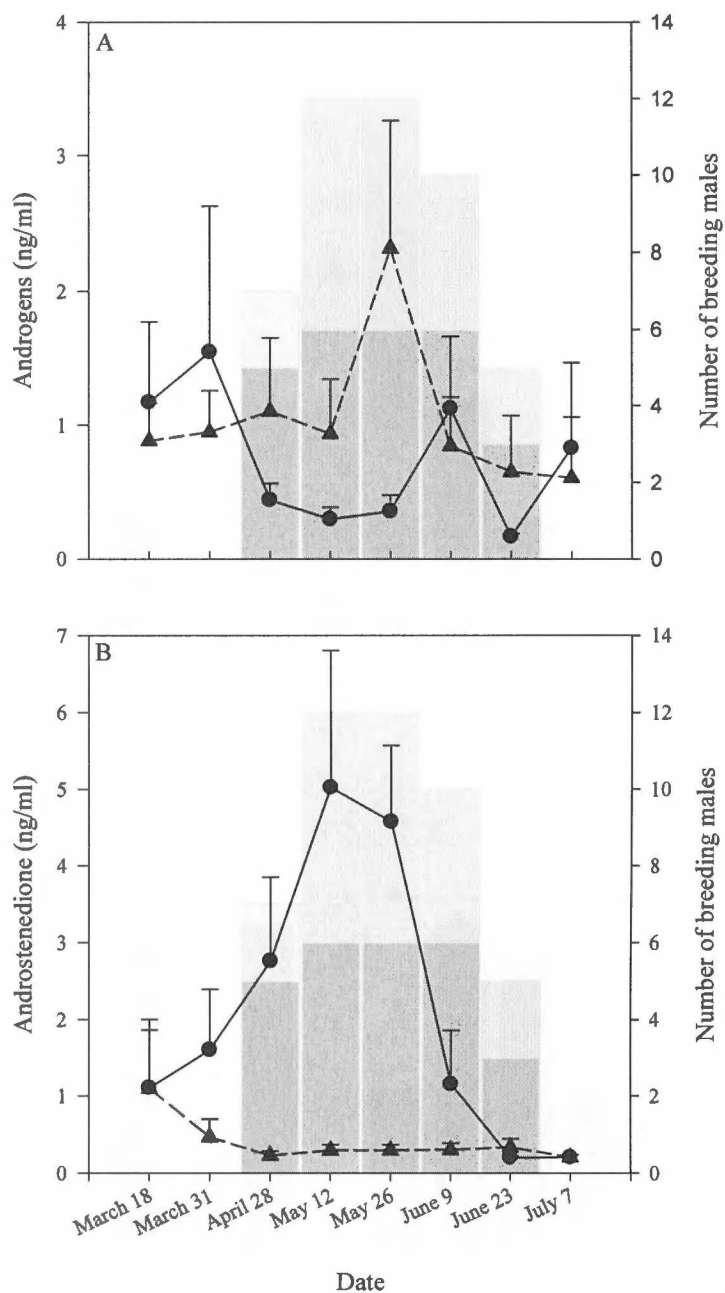 A
4
3
2
1
0
Androgens (ng/ml)
14
12
10
8
6
4
2
0
Number of breeding males
B
7
6
5
4
3
2
1
0
Androstenedione (ng/ml)
14
12
10
8
6
4
2
0
Number of breeding males
March 18
March 31
April 28
May 12
May 26
June 9
June 23
July 7
Date